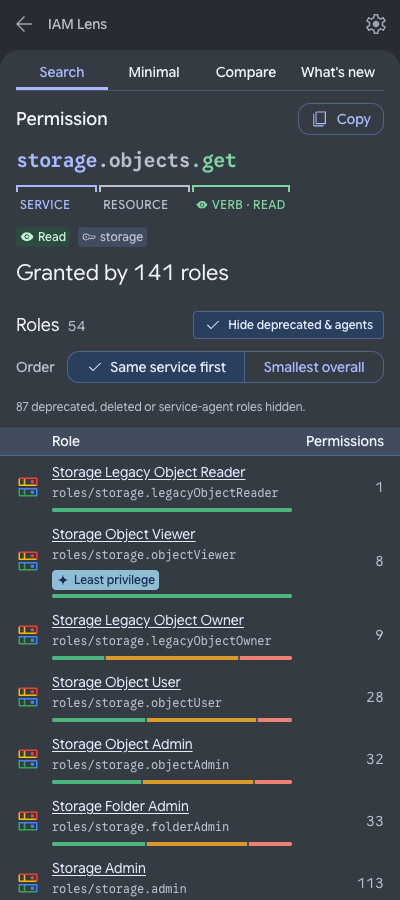 IAM Lens
Search Minimal Compare What's new
Permission Copy
storage.objects.get
SERVICE RESOURCE VERB · READ
Read storage
Granted by 141 roles
Roles 54 Hide deprecated & agents
Order Same service first Smallest overall
87 deprecated, deleted or service-agent roles hidden.
Role Permissions
Storage Legacy Object Reader
roles/storage.legacyObjectReader 1
Storage Object Viewer
roles/storage.objectViewer 8
Least privilege
Storage Legacy Object Owner
roles/storage.legacyObjectOwner 9
Storage Object User
roles/storage.objectUser 28
Storage Object Admin
roles/storage.objectAdmin 32
Storage Folder Admin
roles/storage.folderAdmin 33
Storage Admin
roles/storage.admin 113